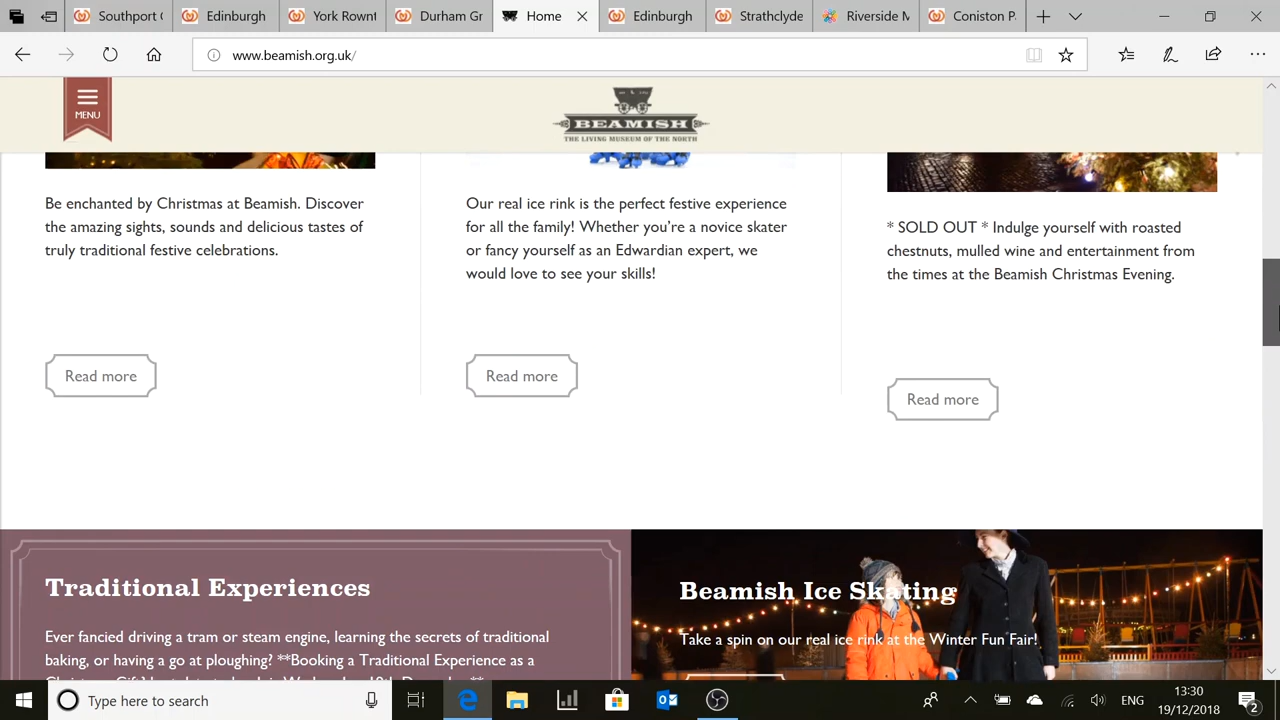 Southport
Edinburgh
York Rownt
Durham Gr
Home
Edinburgh
Strathclyde
Riverside M
Coniston P
www.beamish.org.uk/
MENU
BEAMISH
THE LIVING MUSEUM OF THE NORTH
Be enchanted by Christmas at Beamish. Discover
the amazing sights, sounds and delicious tastes of
truly traditional festive celebrations.
Read more
Our real ice rink is the perfect festive experience
for all the family! Whether you’re a novice skater
or fancy yourself as an Edwardian expert, we
would love to see your skills!
Read more
* SOLD OUT * Indulge yourself with roasted
chestnuts, mulled wine and entertainment from
the times at the Beamish Christmas Evening.
Read more
Traditional Experiences
Ever fancied driving a tram or steam engine, learning the secrets of traditional
baking, or having a go at ploughing? **Booking a Traditional Experience as a
Beamish Ice Skating
Take a spin on our real ice rink at the Winter Fun Fair!
Type here to search
ENG
13:30
19/12/2018
2